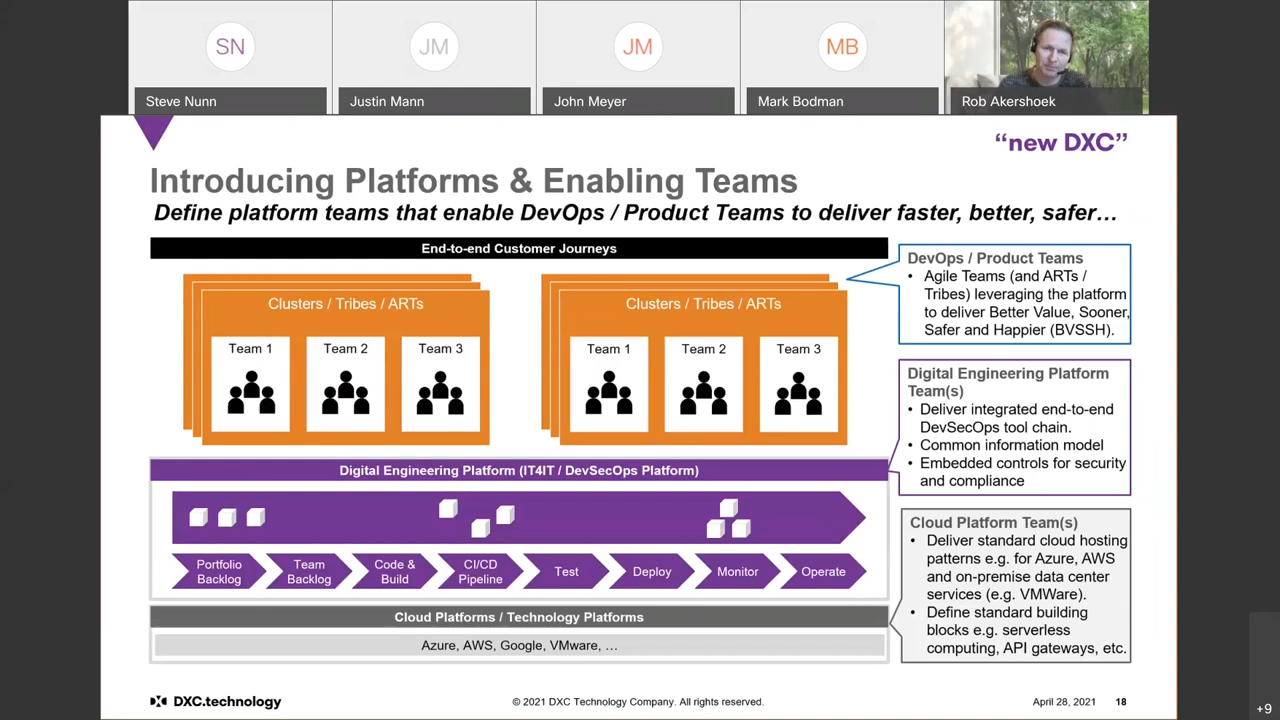 SN
JM
JM
MB
Steve Nunn
Justin Mann
John Meyer
Mark Bodman
Rob Akershoek
“new DXC”
Introducing Platforms & Enabling Teams
Define platform teams that enable DevOps / Product Teams to deliver faster, better, safer…
End-to-end Customer Journeys
Clusters / Tribes / ARTs
Team 1
Team 2
Team 3
Clusters / Tribes / ARTs
Team 1
Team 2
Team 3
DevOps / Product Teams
• Agile Teams (and ARTs /
Tribes) leveraging the platform
to deliver Better Value, Sooner,
Safer and Happier (BVSSH).
Digital Engineering Platform
Team(s)
• Deliver integrated end-to-end
DevSecOps tool chain.
• Common information model
• Embedded controls for security
and compliance
Digital Engineering Platform (IT4IT / DevSecOps Platform)
Portfolio
Backlog
Team
Backlog
Code &
Build
CI/CD
Pipeline
Test
Deploy
Monitor
Operate
Cloud Platform Team(s)
• Deliver standard cloud hosting
patterns e.g. for Azure, AWS
and on-premise data center
services (e.g. VMWare).
• Define standard building
blocks e.g. serverless
computing, API gateways, etc.
Cloud Platforms / Technology Platforms
Azure, AWS, Google, VMware, …
DXC.technology
© 2021 DXC Technology Company. All rights reserved.
April 28, 2021
18
+9